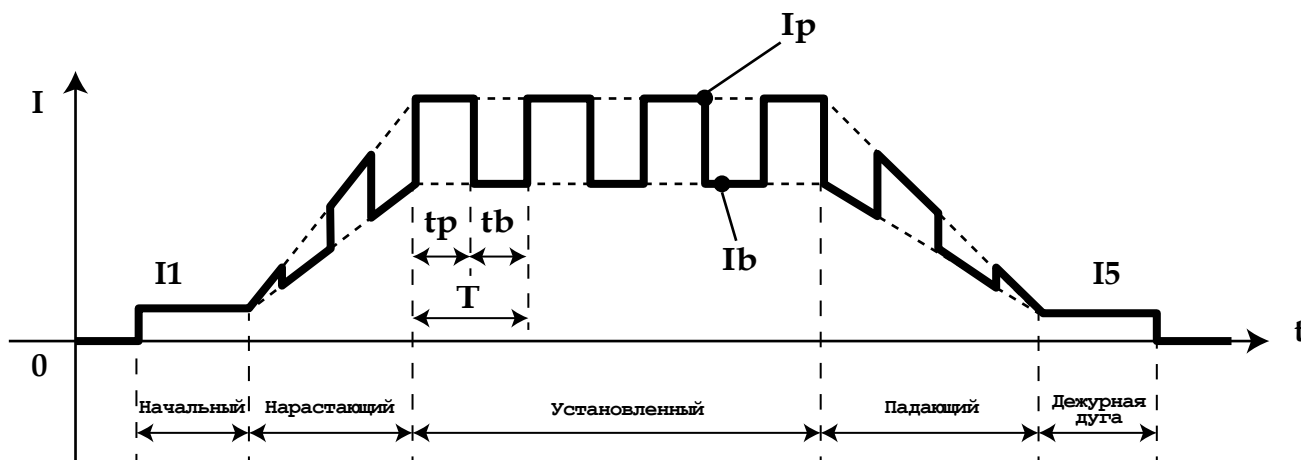 Ip
I
tp
tb
Ib
I1
T
I5
0
t
Начальный
Нарастающий
Установленный
Падающий
Дежурная
дуга